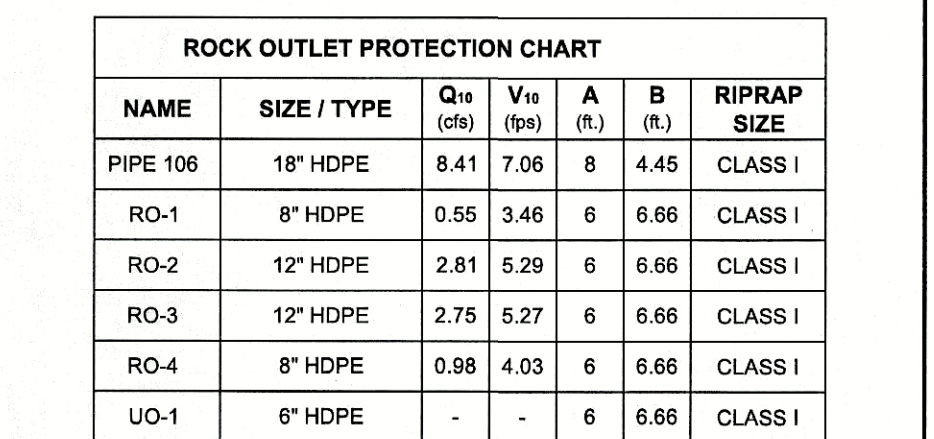 ROCK OUTLET PROTECTION CHART
NAME SIZE / TYPE Q10 (cfs) V10 (fps) A (ft.) B (ft.) RIPRAP SIZE
PIPE 106 18" HDPE 8.41 7.06 8 4.45 CLASS I
RO-1 8" HDPE 0.55 3.46 6 6.66 CLASS I
RO-2 12" HDPE 2.81 5.29 6 6.66 CLASS I
RO-3 12" HDPE 2.75 5.27 6 6.66 CLASS I
RO-4 8" HDPE 0.98 4.03 6 6.66 CLASS I
UO-1 6" HDPE - - 6 6.66 CLASS I